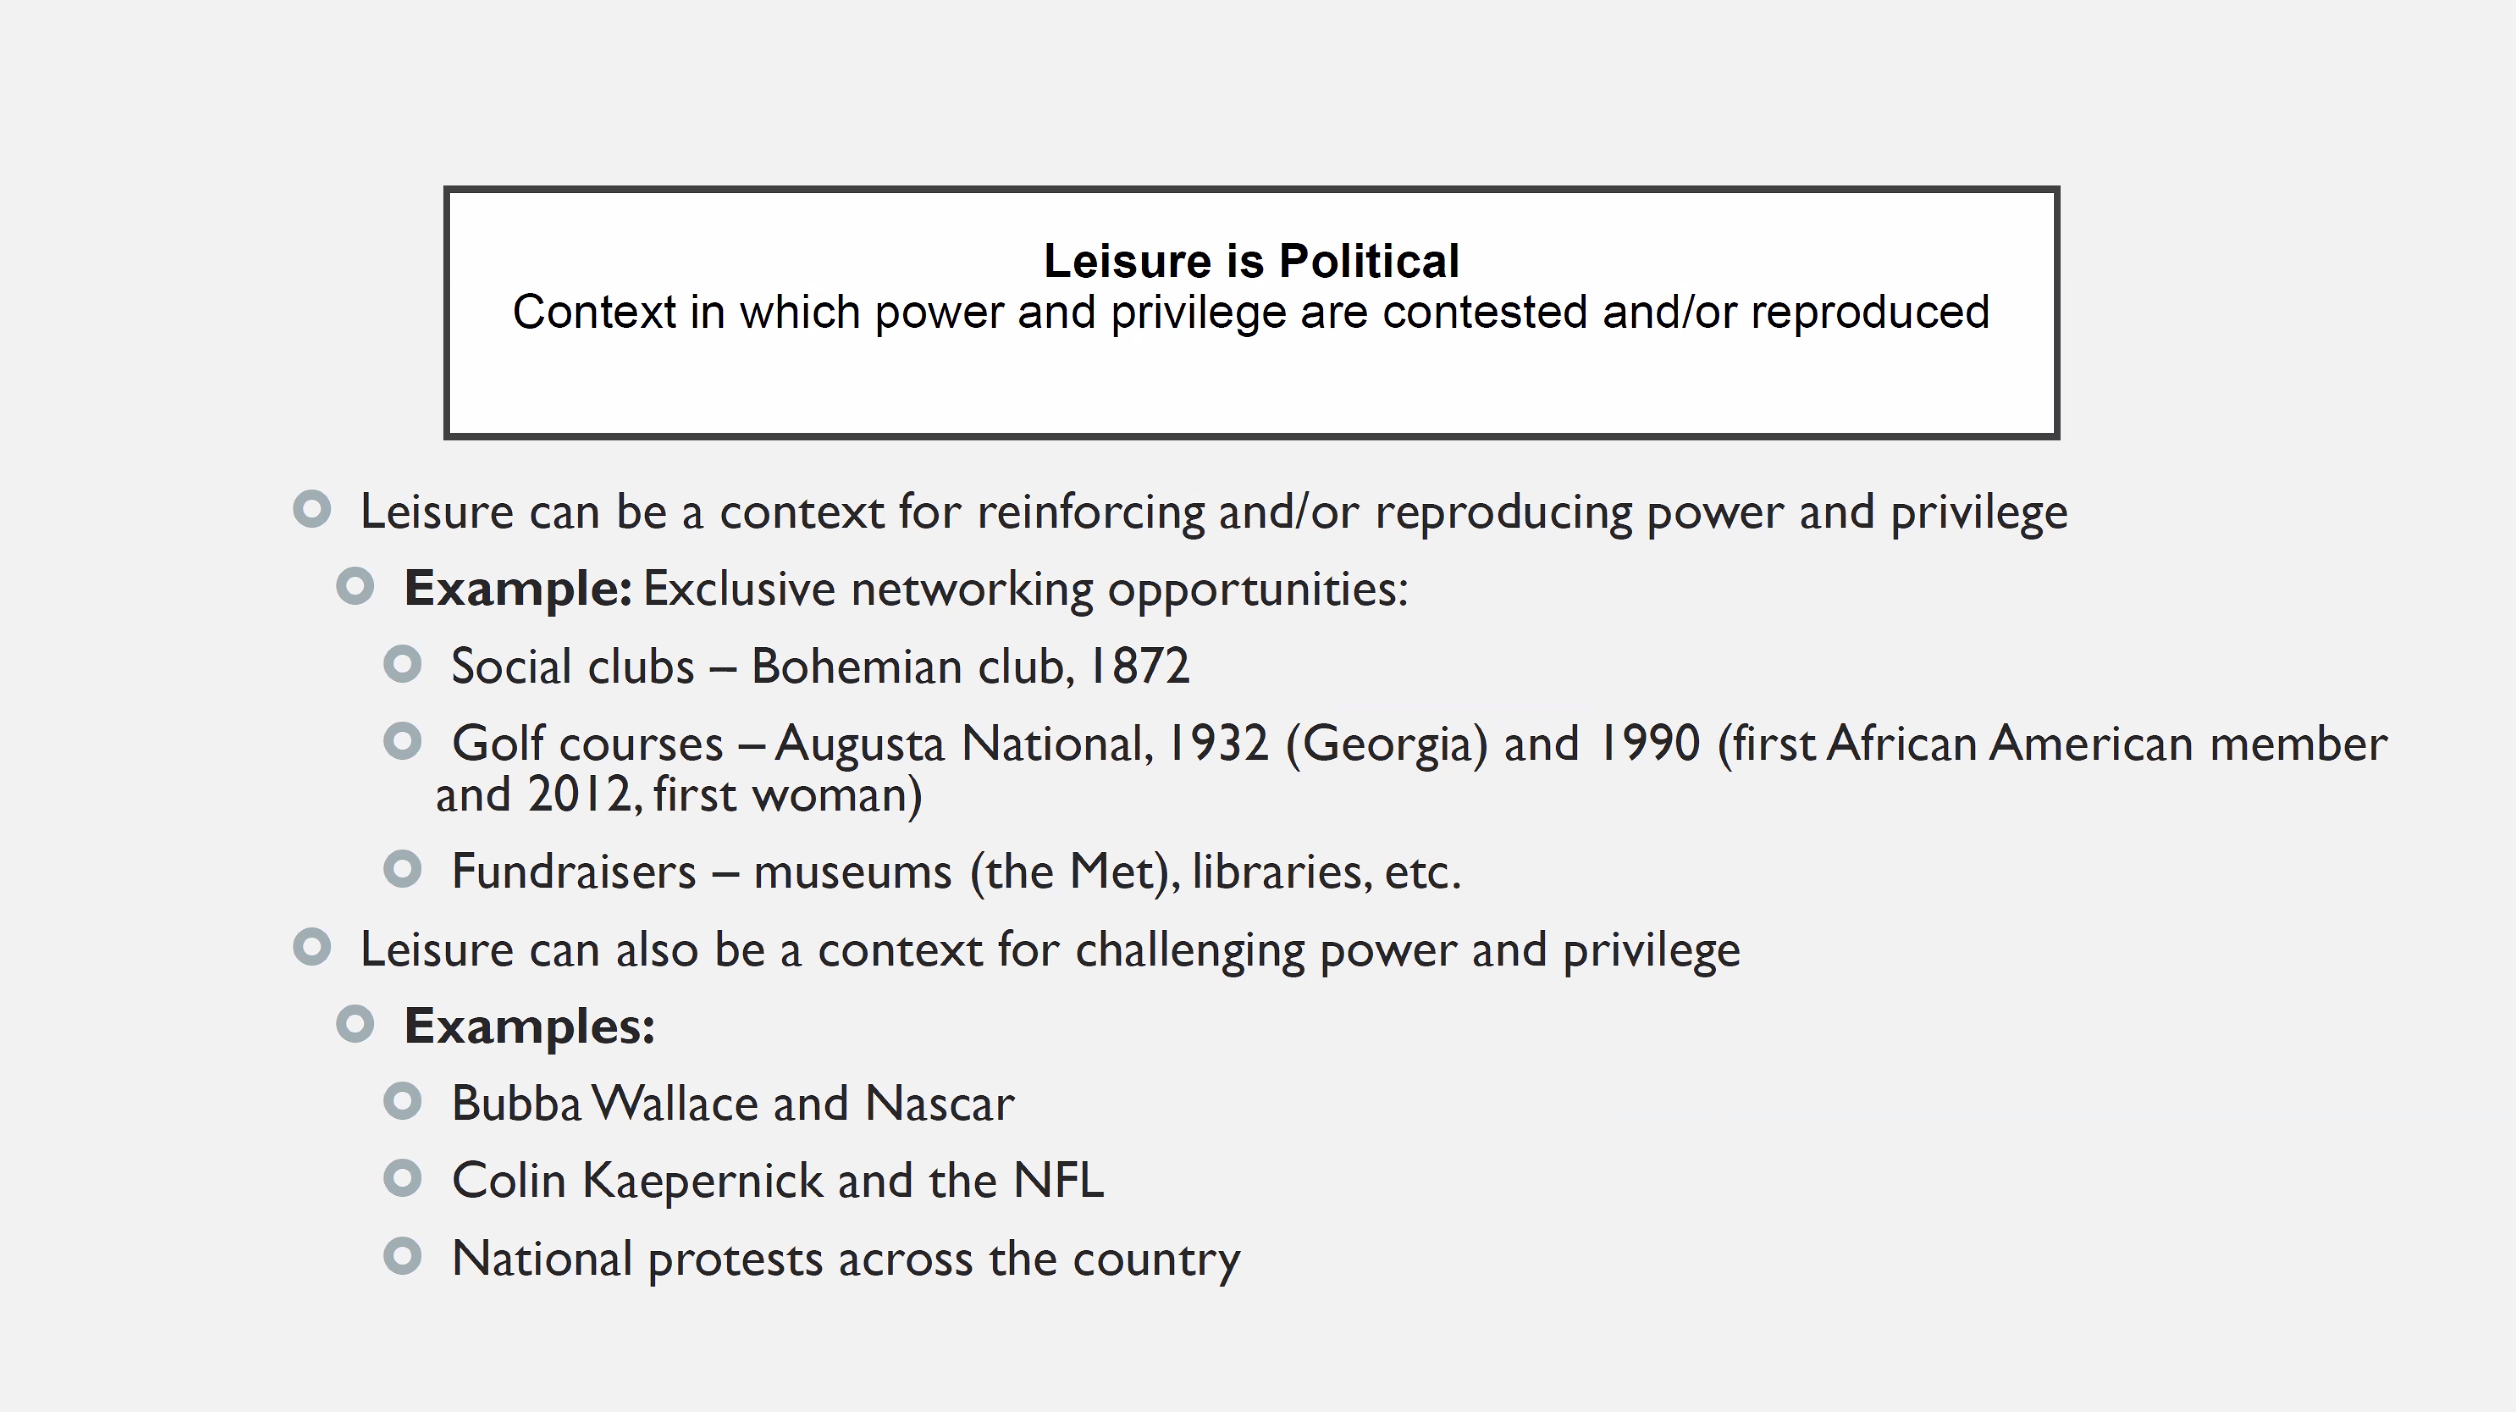 Leisure is Political
Context in which power and privilege are contested and/or reproduced
Leisure can be a context for reinforcing and/or reproducing power and privilege
Example: Exclusive networking opportunities:
Social clubs – Bohemian club, 1872
Golf courses – Augusta National, 1932 (Georgia) and 1990 (first African American member
and 2012, first woman)
Fundraisers – museums (the Met), libraries, etc.
Leisure can also be a context for challenging power and privilege
Examples:
Bubba Wallace and Nascar
Colin Kaepernick and the NFL
National protests across the country